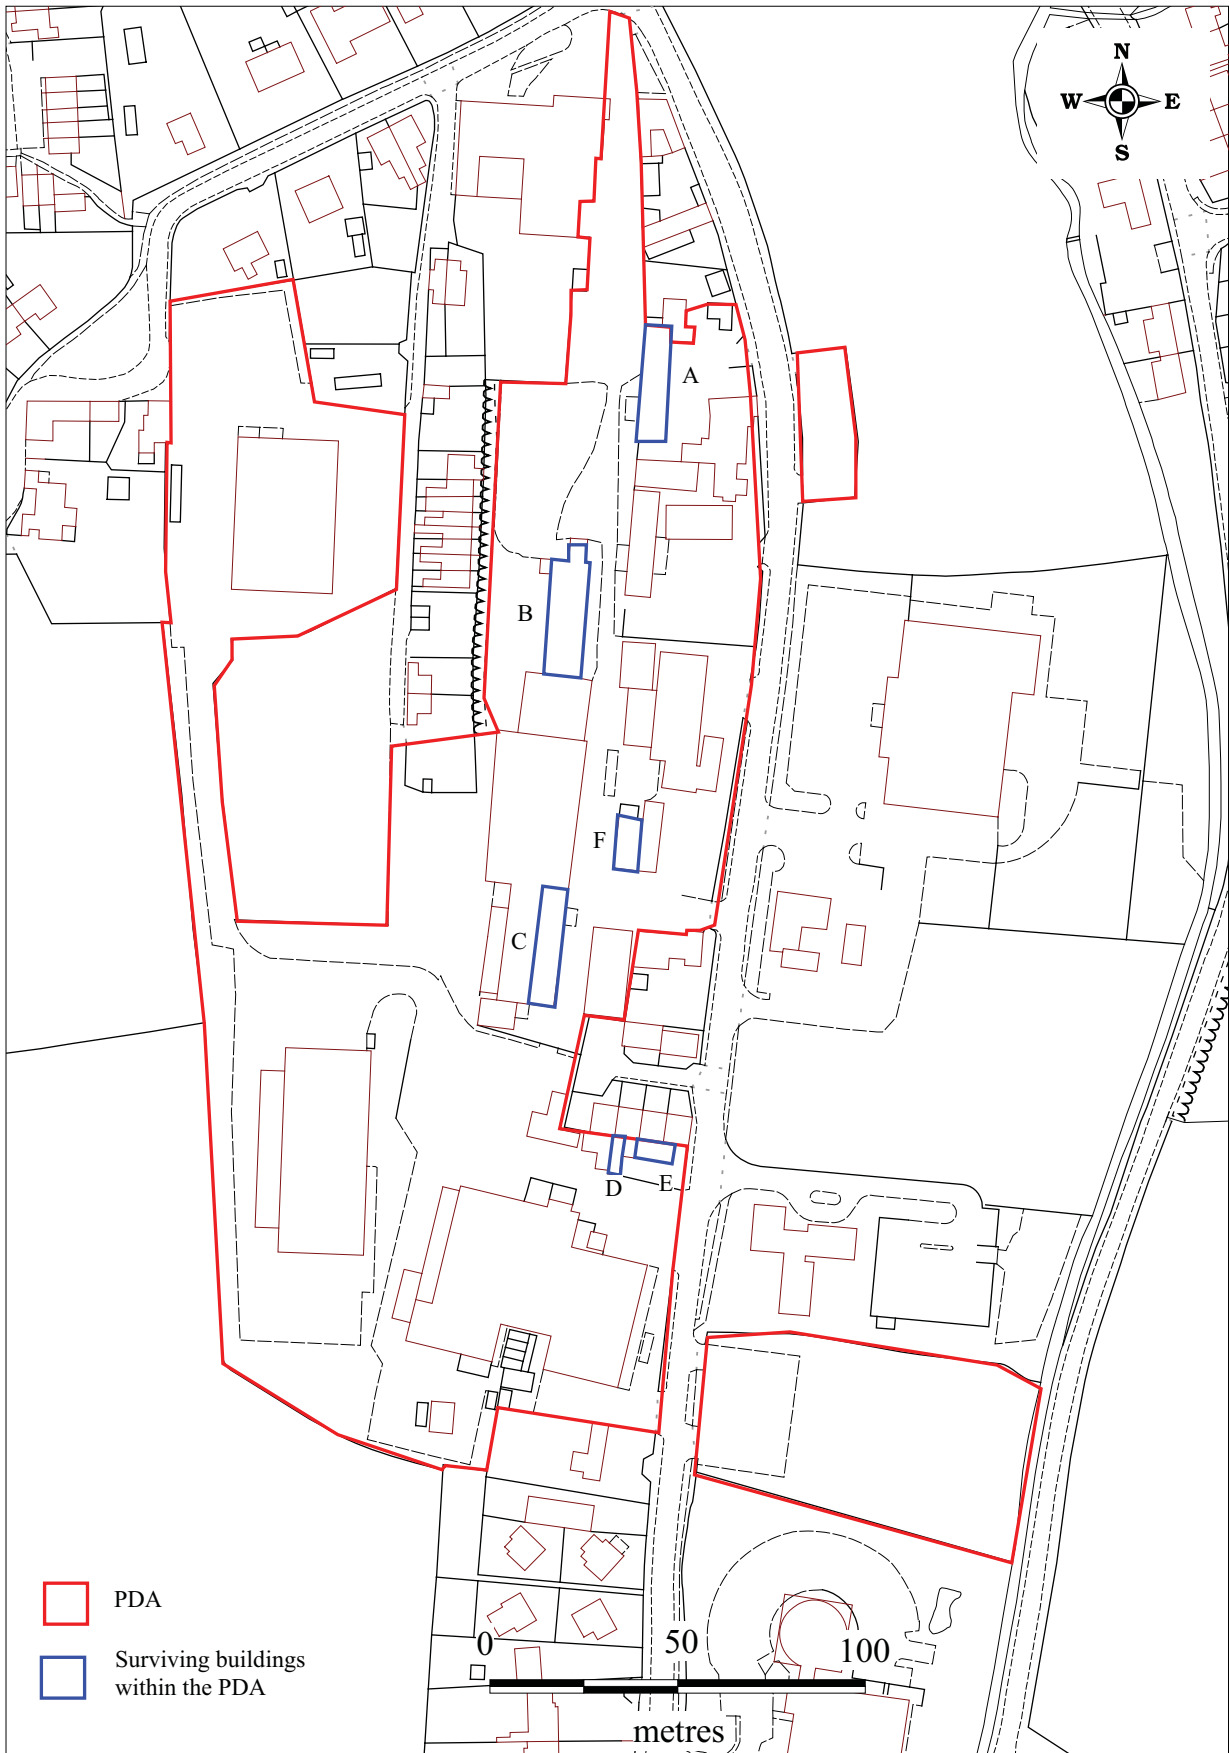 N
W E
S
A
B
F
C
D
E
PDA
Surviving buildings
within the PDA
0 50 100
metres